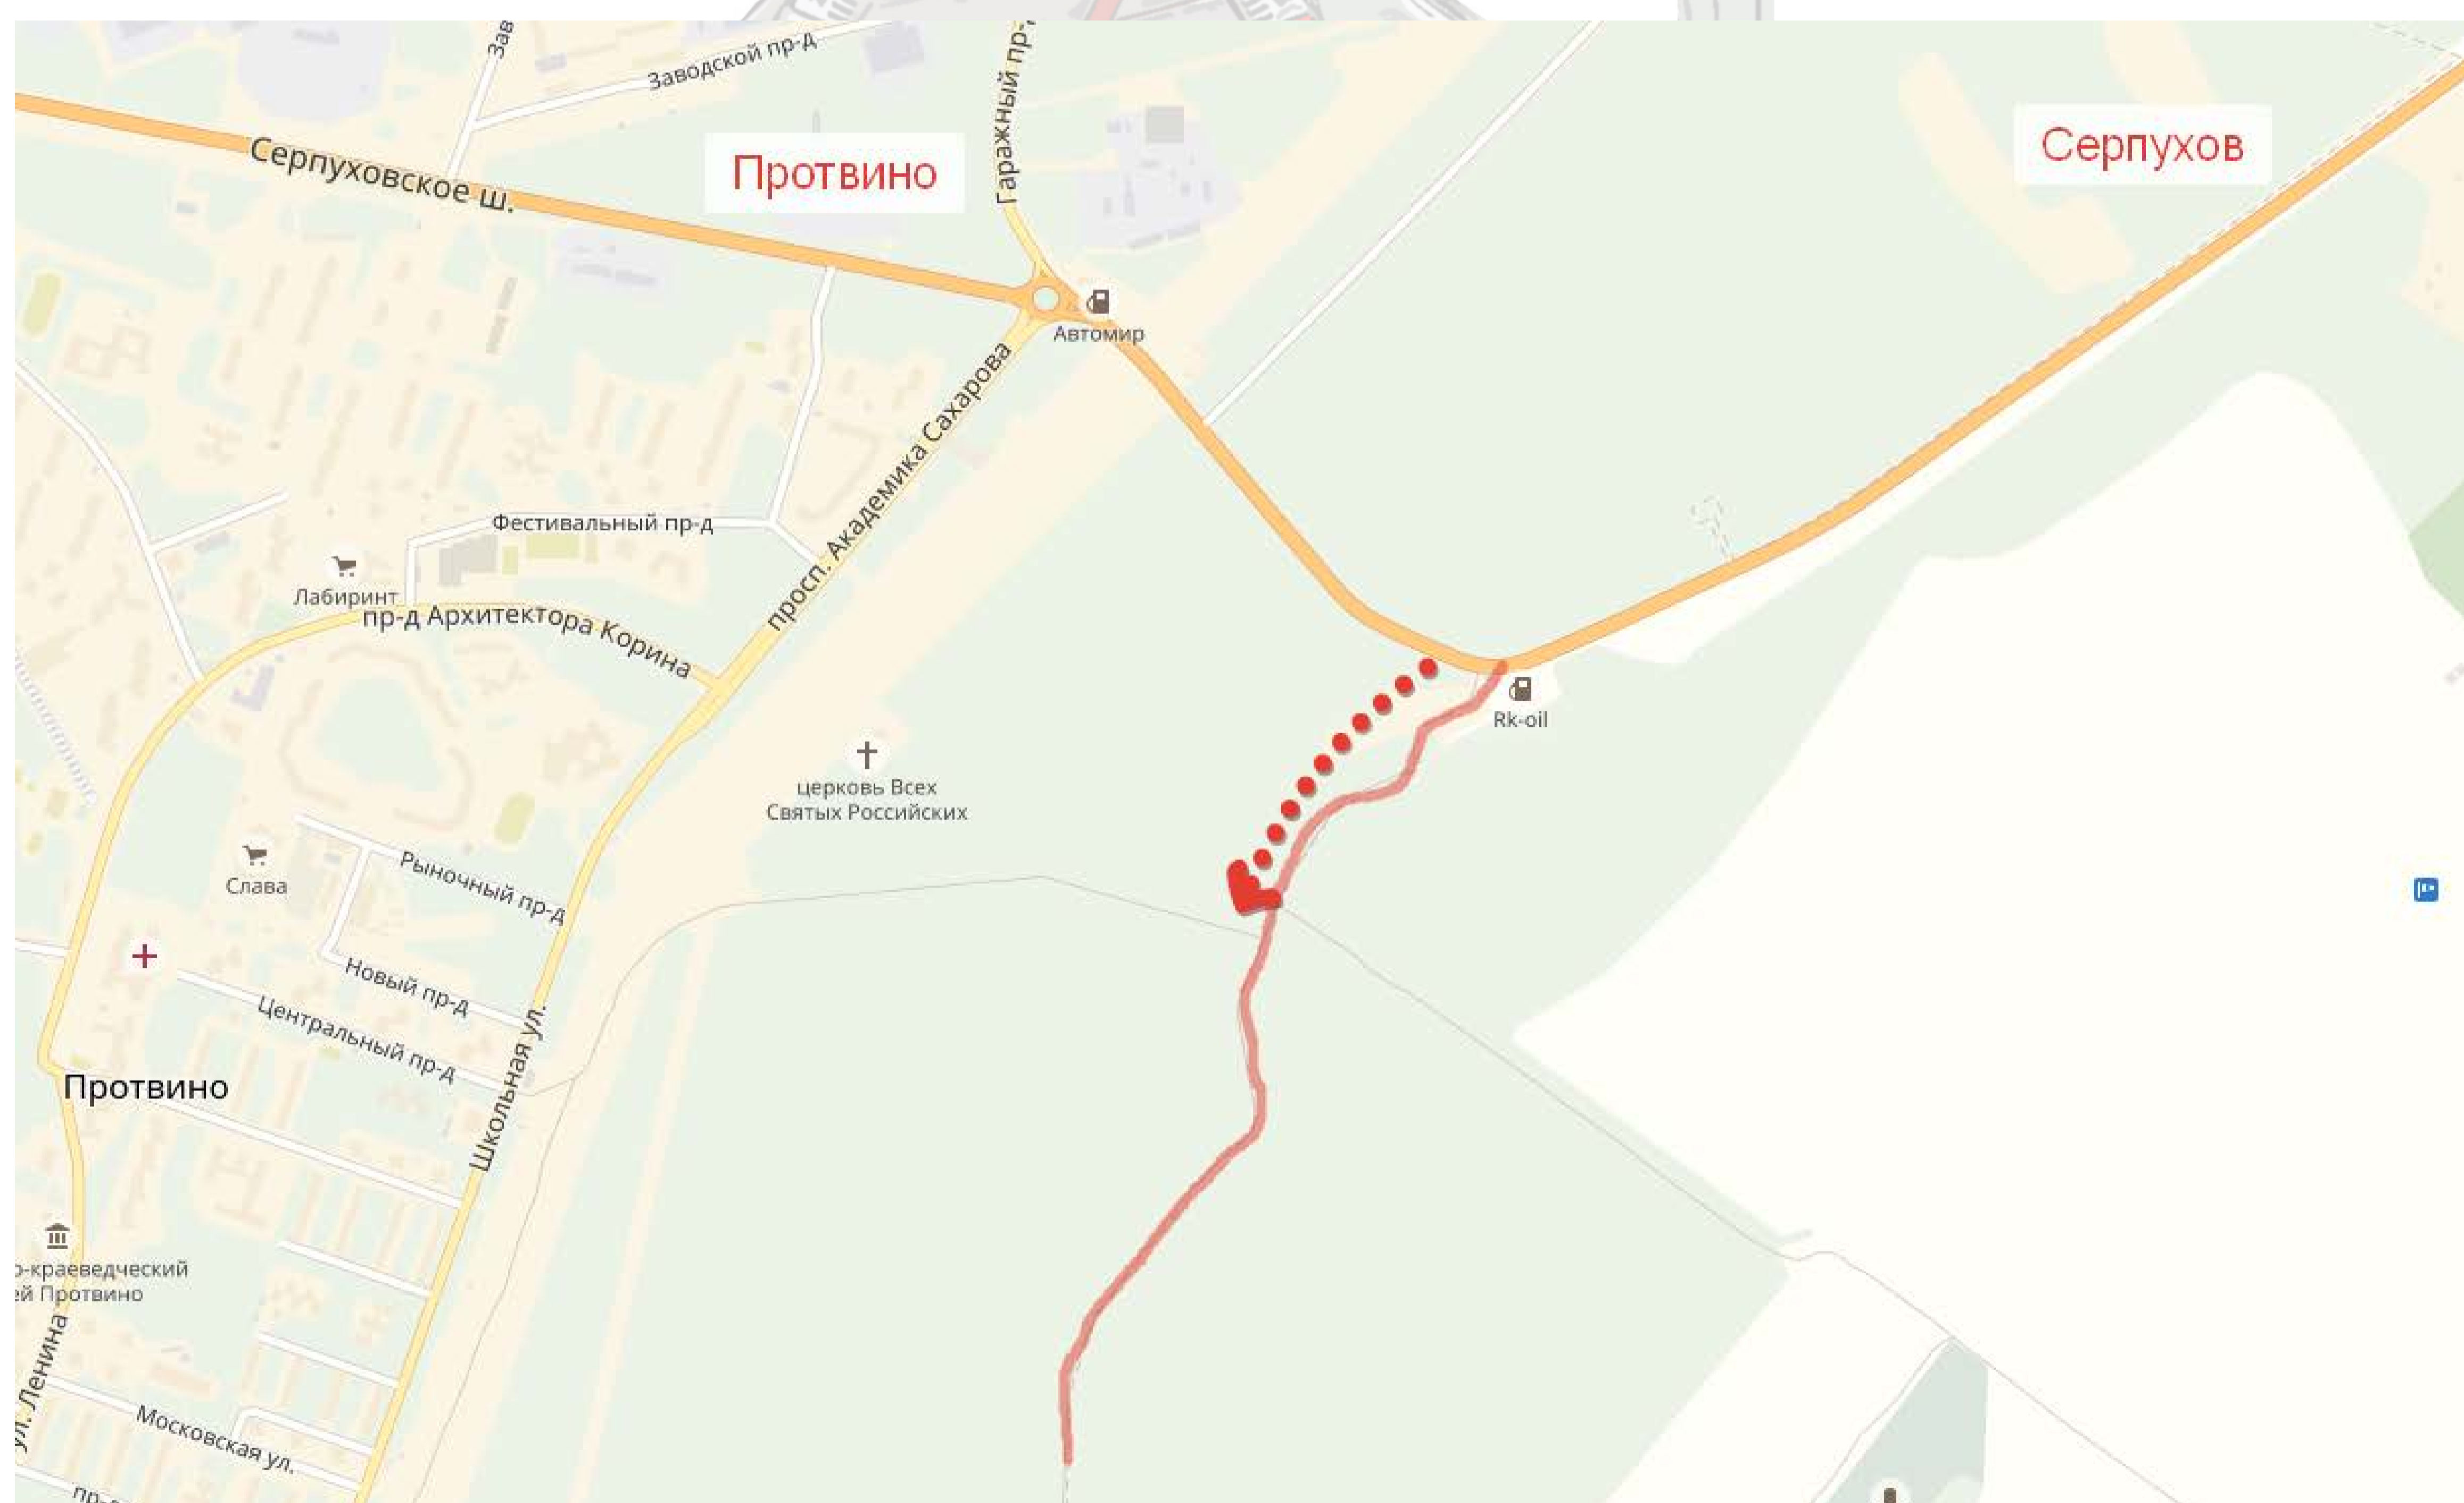 Зав
Заводской пр-д
Гаражный пр-
Серпухов
Протвино
Серпуховское ш.
Автомир
просп. Академика Сахарова
Фестивальный пр-д
Лабиринт
пр-д Архитектора Корина
Rk-oil
церковь Всех
Святых Российских
Слава
Рыночный пр-д
Новый пр-д
Центральный пр-д
Школьная ул.
Протвино
о-краеведческий
ей Протвино
ул. Ленина
Московская ул.
пр-